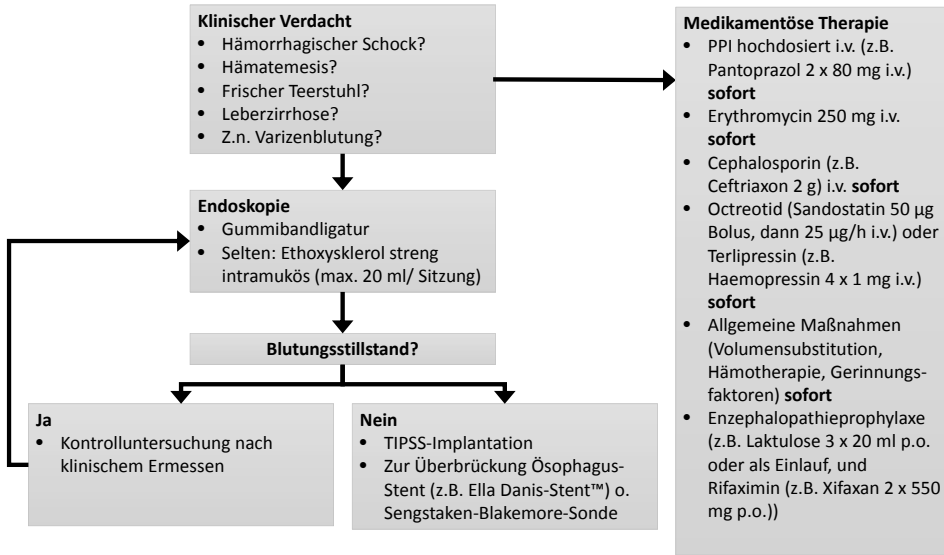 Klinischer Verdacht
• Hämorrhagischer Schock?
• Hämatemesis?
• Frischer Teerstuhl?
• Leberzirrhose?
• Z.n. Varizenblutung?
Endoskopie
• Gummibandligatur
• Selten: Ethoxysklerol streng
intramukös (max. 20 ml/ Sitzung)
Blutungsstillstand?
Ja
• Kontrolluntersuchung nach
klinischem Ermessen
Nein
• TIPSS-Implantation
• Zur Überbrückung Ösophagus-
Stent (z.B. Ella Danis-Stent™) o.
Sengstaken-Blakemore-Sonde
Medikamentöse Therapie
• PPI hochdosiert i.v. (z.B.
Pantoprazol 2 x 80 mg i.v.)
sofort
• Erythromycin 250 mg i.v.
sofort
• Cephalosporin (z.B.
Ceftriaxon 2 g) i.v. sofort
• Octreotid (Sandostatin 50 µg
Bolus, dann 25 µg/h i.v.) oder
Terlipressin (z.B.
Haemopressin 4 x 1 mg i.v.)
sofort
• Allgemeine Maßnahmen
(Volumensubstitution,
Hämotherapie, Gerinnungs-
faktoren) sofort
• Enzephalopathieprophylaxe
(z.B. Laktulose 3 x 20 ml p.o.
oder als Einlauf, und
Rifaximin (z.B. Xifaxan 2 x 550
mg p.o.))